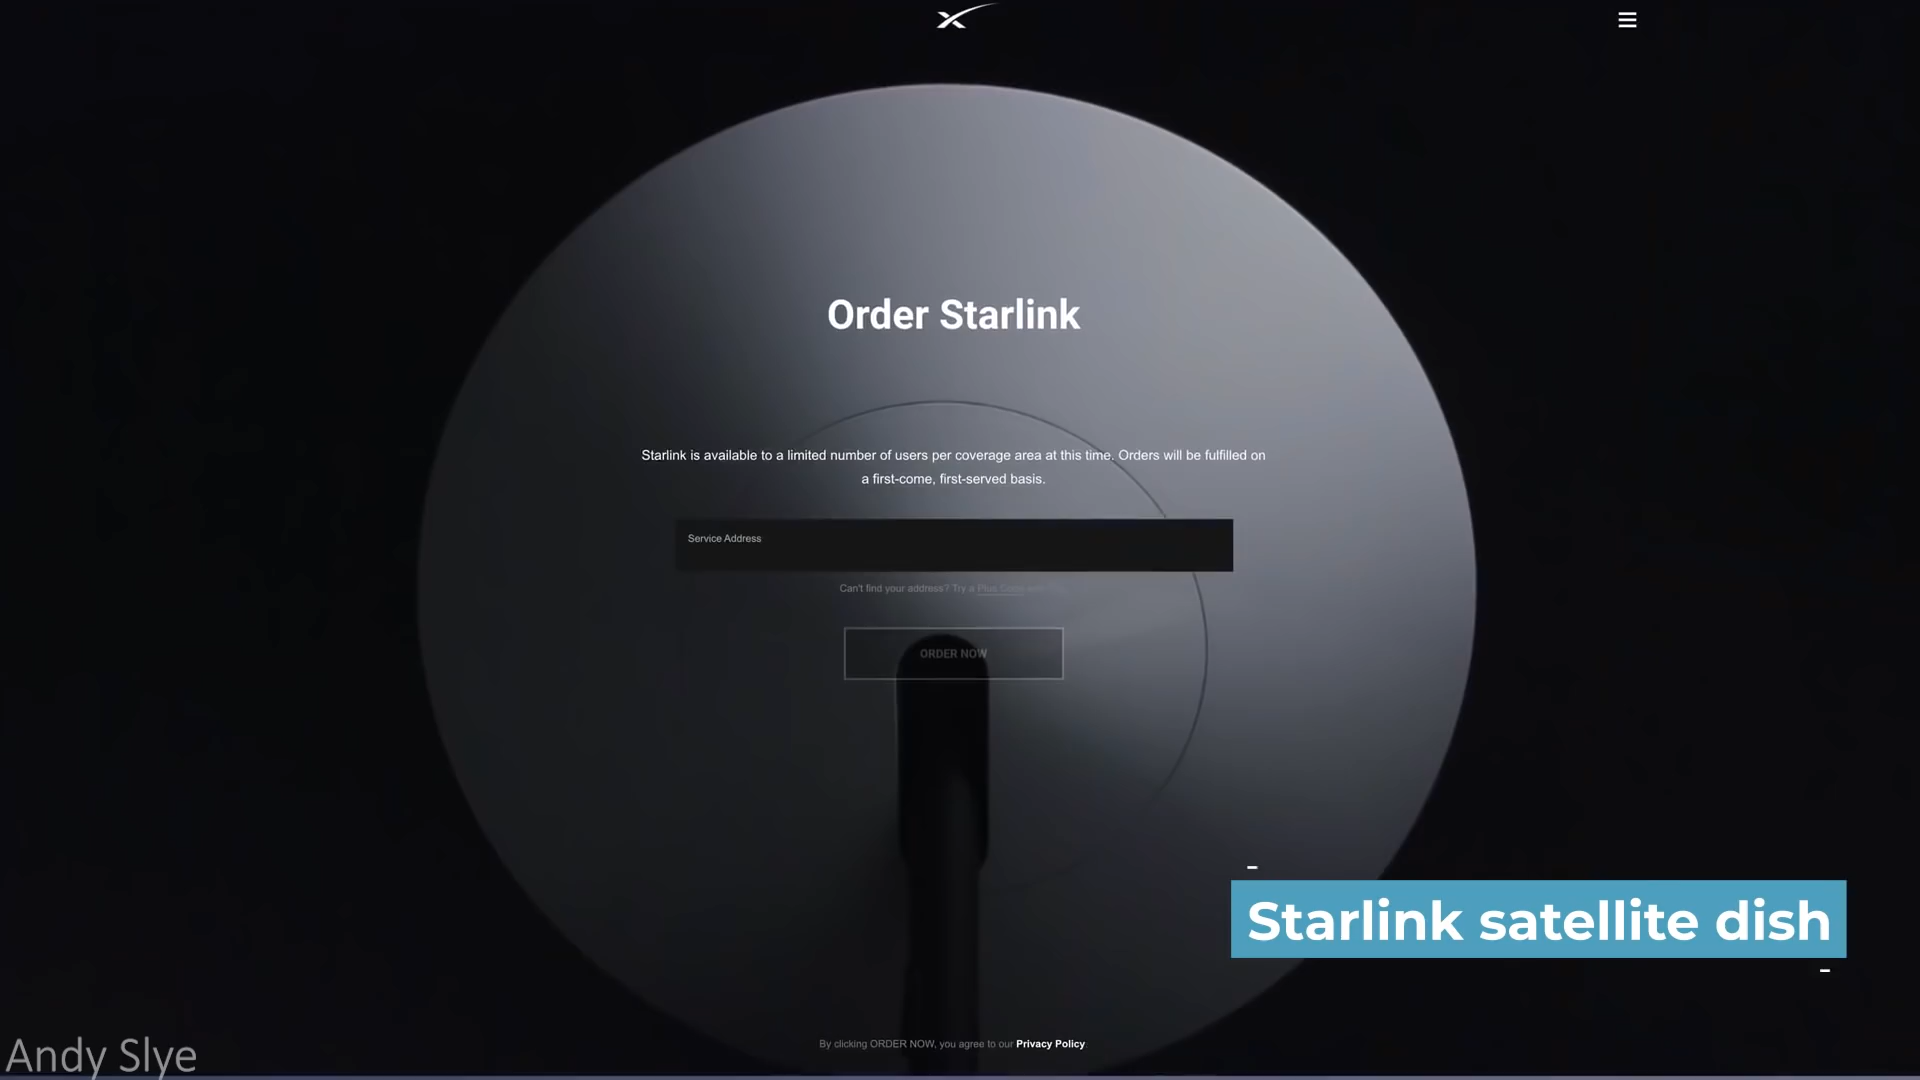 Order Starlink
Starlink is available to a limited number of users per coverage area at this time. Orders will be fulfilled on
a first-come, first-served basis.
Service Address
Can't find your address? Try a Plus Code
ORDER NOW
Starlink satellite dish
By clicking ORDER NOW, you agree to our Privacy Policy
Andy Slye